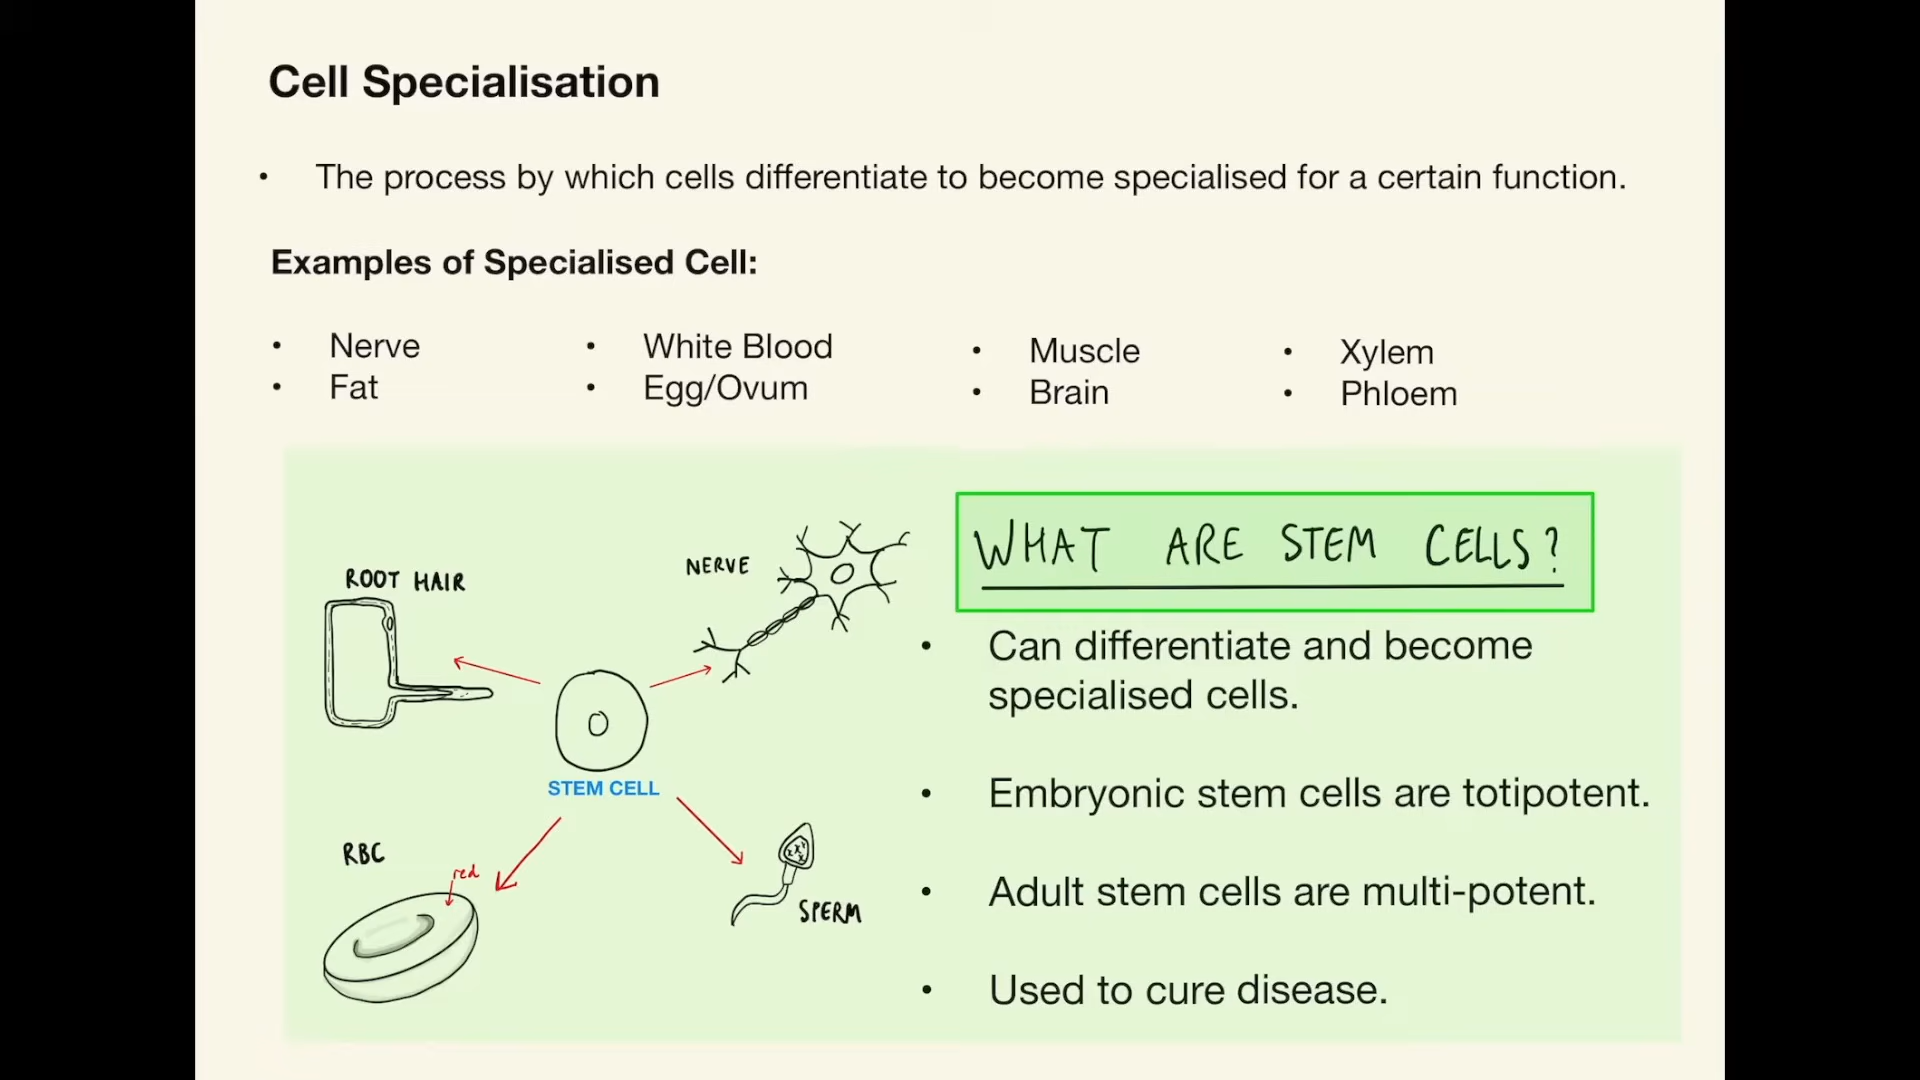 Cell Specialisation
• The process by which cells differentiate to become specialised for a certain function.
Examples of Specialised Cell:
• Nerve
• Fat
• White Blood
• Egg/Ovum
• Muscle
• Brain
• Xylem
• Phloem
ROOT HAIR
NERVE
STEM CELL
RBC
red
SPERM
WHAT ARE STEM CELLS?
• Can differentiate and become
specialised cells.
• Embryonic stem cells are totipotent.
• Adult stem cells are multi-potent.
• Used to cure disease.